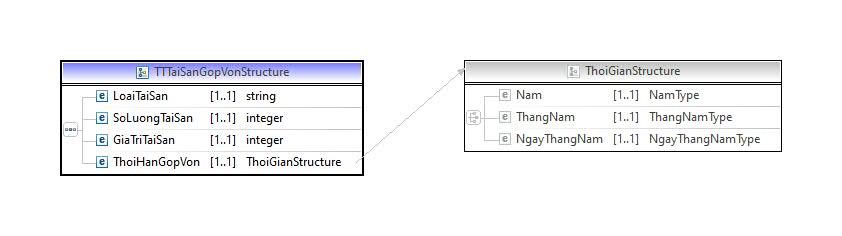 TTTaiSanGopVonStructure
LoaiTaiSan [1..1] string
SoLuongTaiSan [1..1] integer
GiaTriTaiSan [1..1] integer
ThoiHanGopVon [1..1] ThoiGianStructure
ThoiGianStructure
Nam [1..1] NamType
ThangNam [1..1] ThangNamType
NgayThangNam [1..1] NgayThangNamType